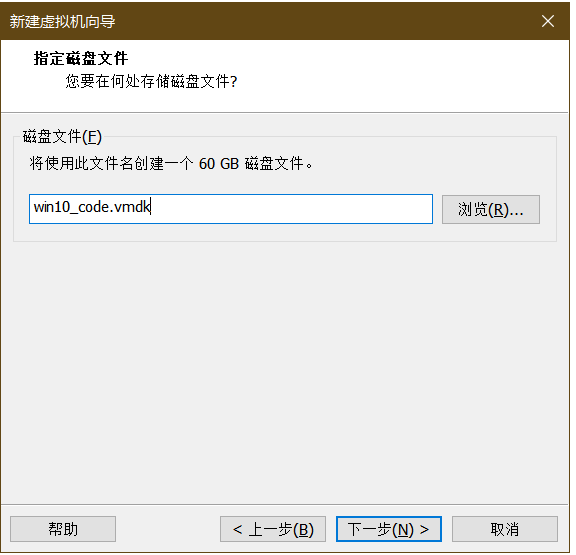 新建虚拟机向导
指定磁盘文件
您要在何处存储磁盘文件?
磁盘文件(F)
将使用此文件名创建一个 60 GB 磁盘文件。
win10_code.vmdk
浏览(R)...
帮助
< 上一步(B)
下一步(N) >
取消